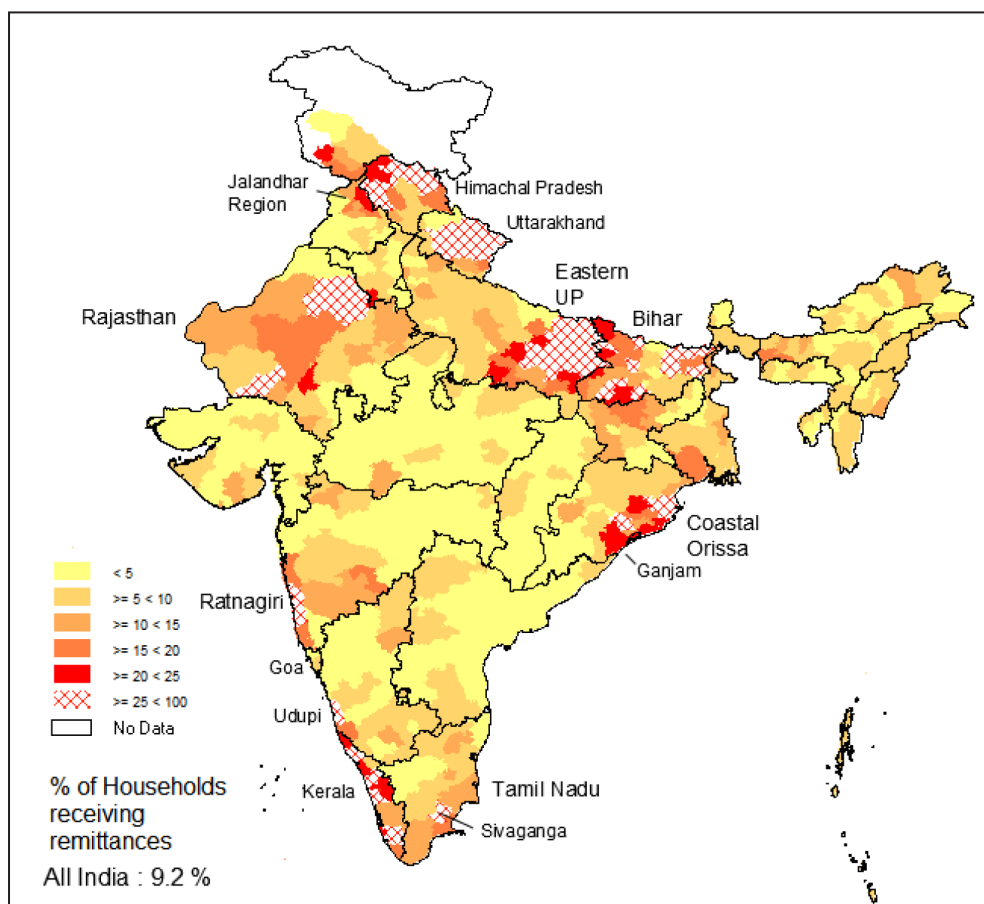 Jalandhar
Region
Himachal Pradesh
Uttarakhand
Eastern
UP
Bihar
Rajasthan
Coastal
Orissa
Ganjam
< 5
>= 5 < 10
>= 10 < 15
>= 15 < 20
>= 20 < 25
>= 25 < 100
No Data
Ratnagiri
Goa
Udupi
Kerala
Tamil Nadu
Sivaganga
% of Households
receiving
remittances
All India : 9.2 %